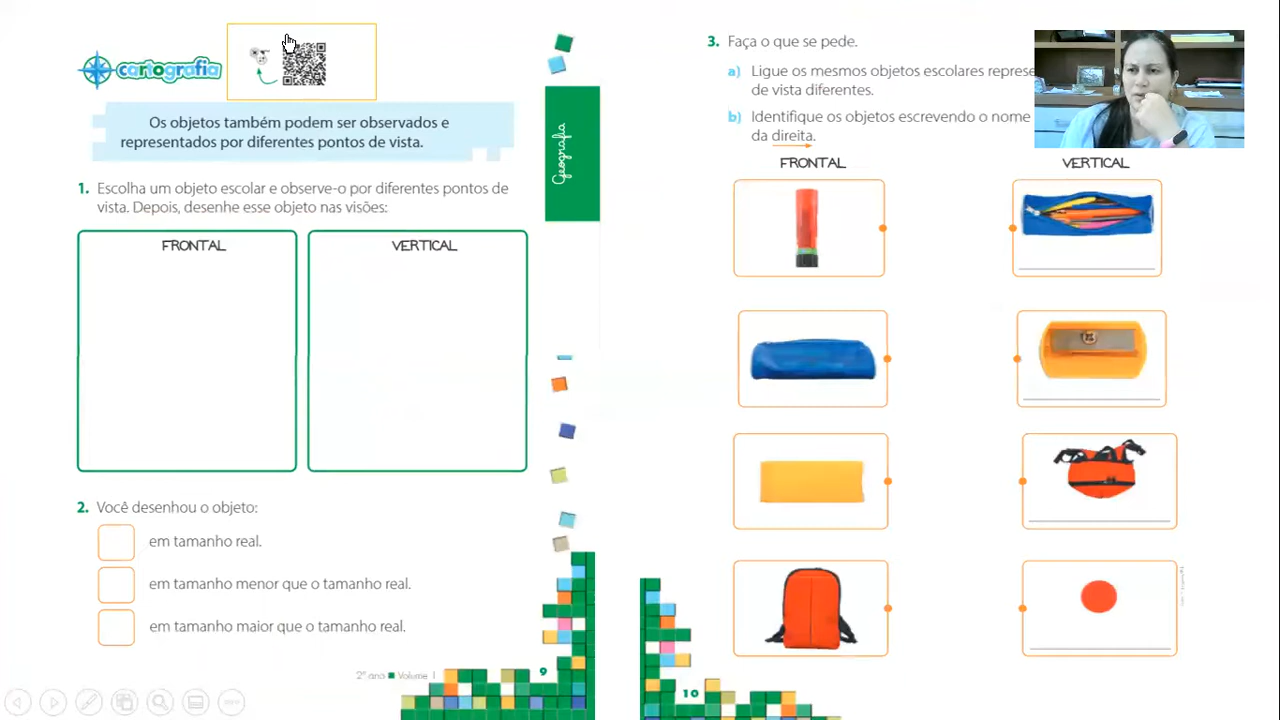 cartografia
Os objetos também podem ser observados e
representados por diferentes pontos de vista.
1. Escolha um objeto escolar e observe-o por diferentes pontos de
vista. Depois, desenhe esse objeto nas visões:
FRONTAL
VERTICAL
2. Você desenhou o objeto:
em tamanho real.
em tamanho menor que o tamanho real.
em tamanho maior que o tamanho real.
2º ano ■ Volume 1
9
Geografia
3. Faça o que se pede.
a) Ligue os mesmos objetos escolares
de vista diferentes.
b) Identifique os objetos escrevendo o nome
da direita.
FRONTAL
VERTICAL
10